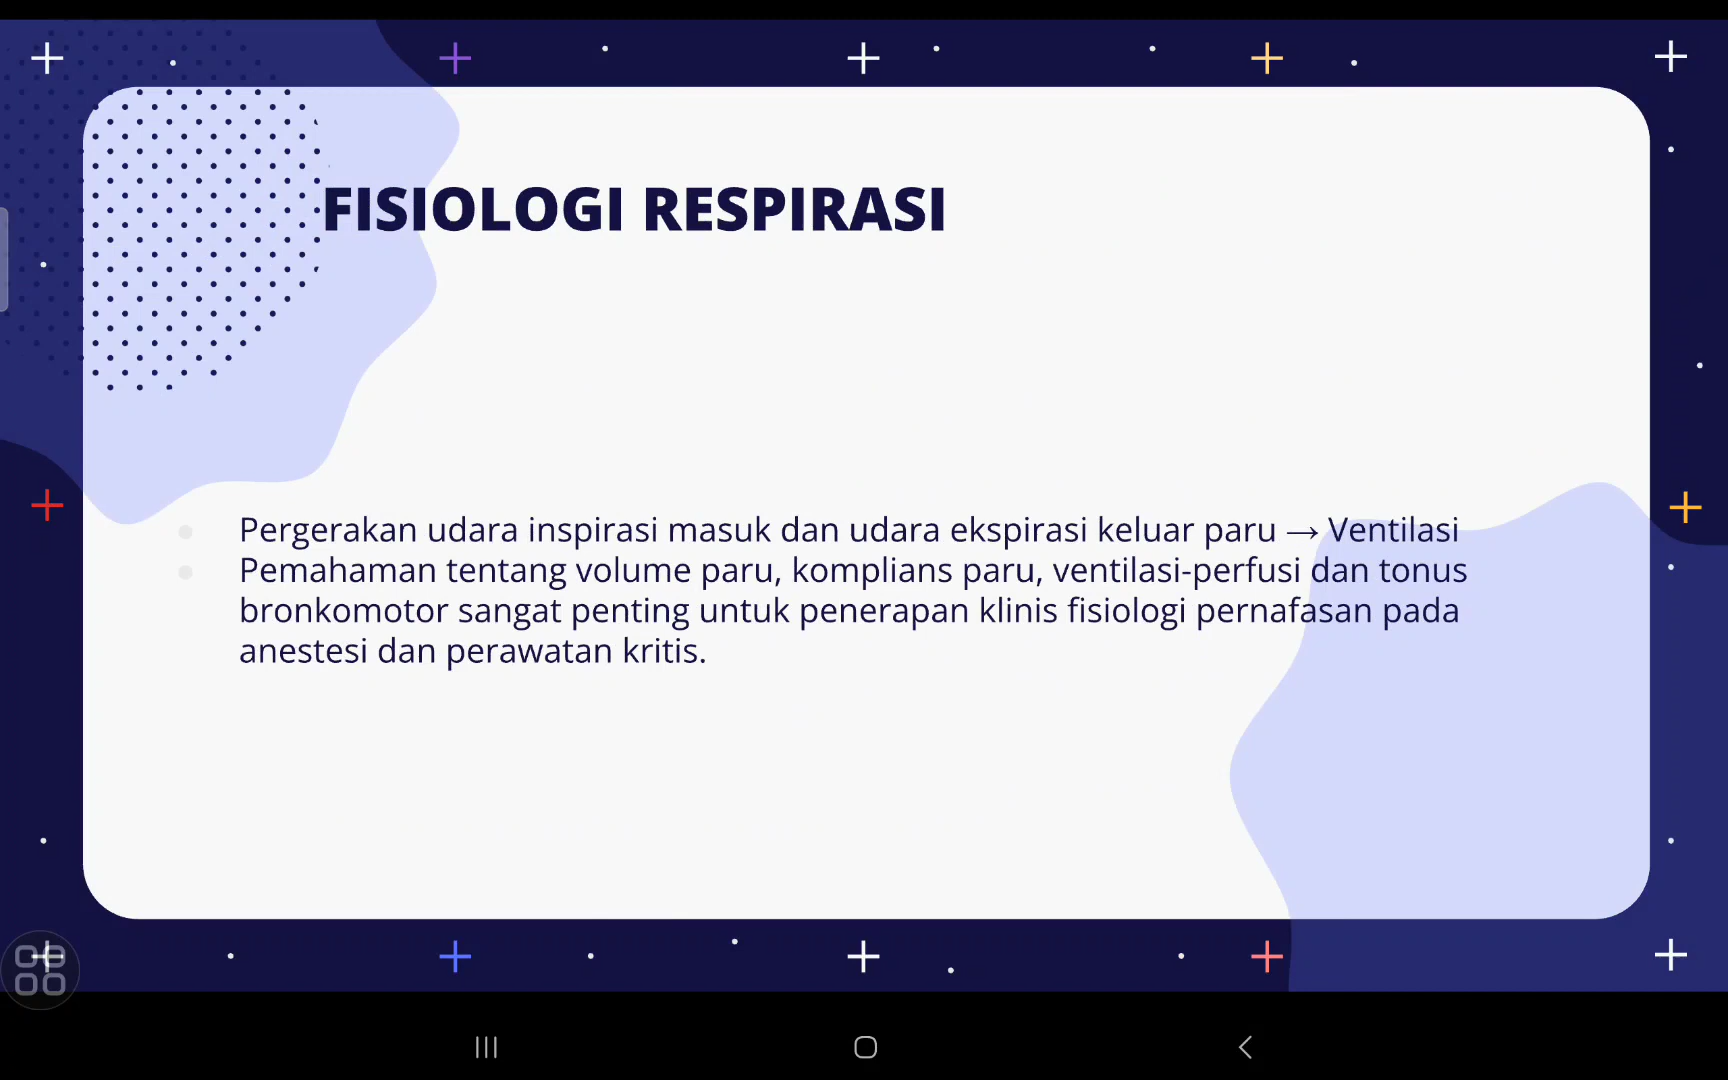 FISIOLOGI RESPIRASI
Pergerakan udara inspirasi masuk dan udara ekspirasi keluar paru → Ventilasi
Pemahaman tentang volume paru, komplians paru, ventilasi-perfusi dan tonus
bronkomotor sangat penting untuk penerapan klinis fisiologi pernafasan pada
anestesi dan perawatan kritis.